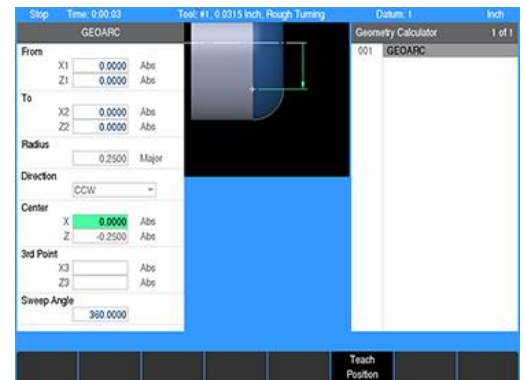 Stop Time: 0:00:03 Tool: #1, 0.0315 Inch, Rough Turning Datum: 1 Inch
GEOARC
From
X1 0.0000 Abs
Z1 0.0000 Abs
To
X2 0.0000 Abs
Z2 0.0000 Abs
Radius
0.2500 Major
Direction
CCW
Center
X 0.0000 Abs
Z -0.2500 Abs
3rd Point
X3 Abs
Z3 Abs
Sweep Angle
360.0000
Geometry Calculator 1 of 1
001 GEOARC
Teach
Position